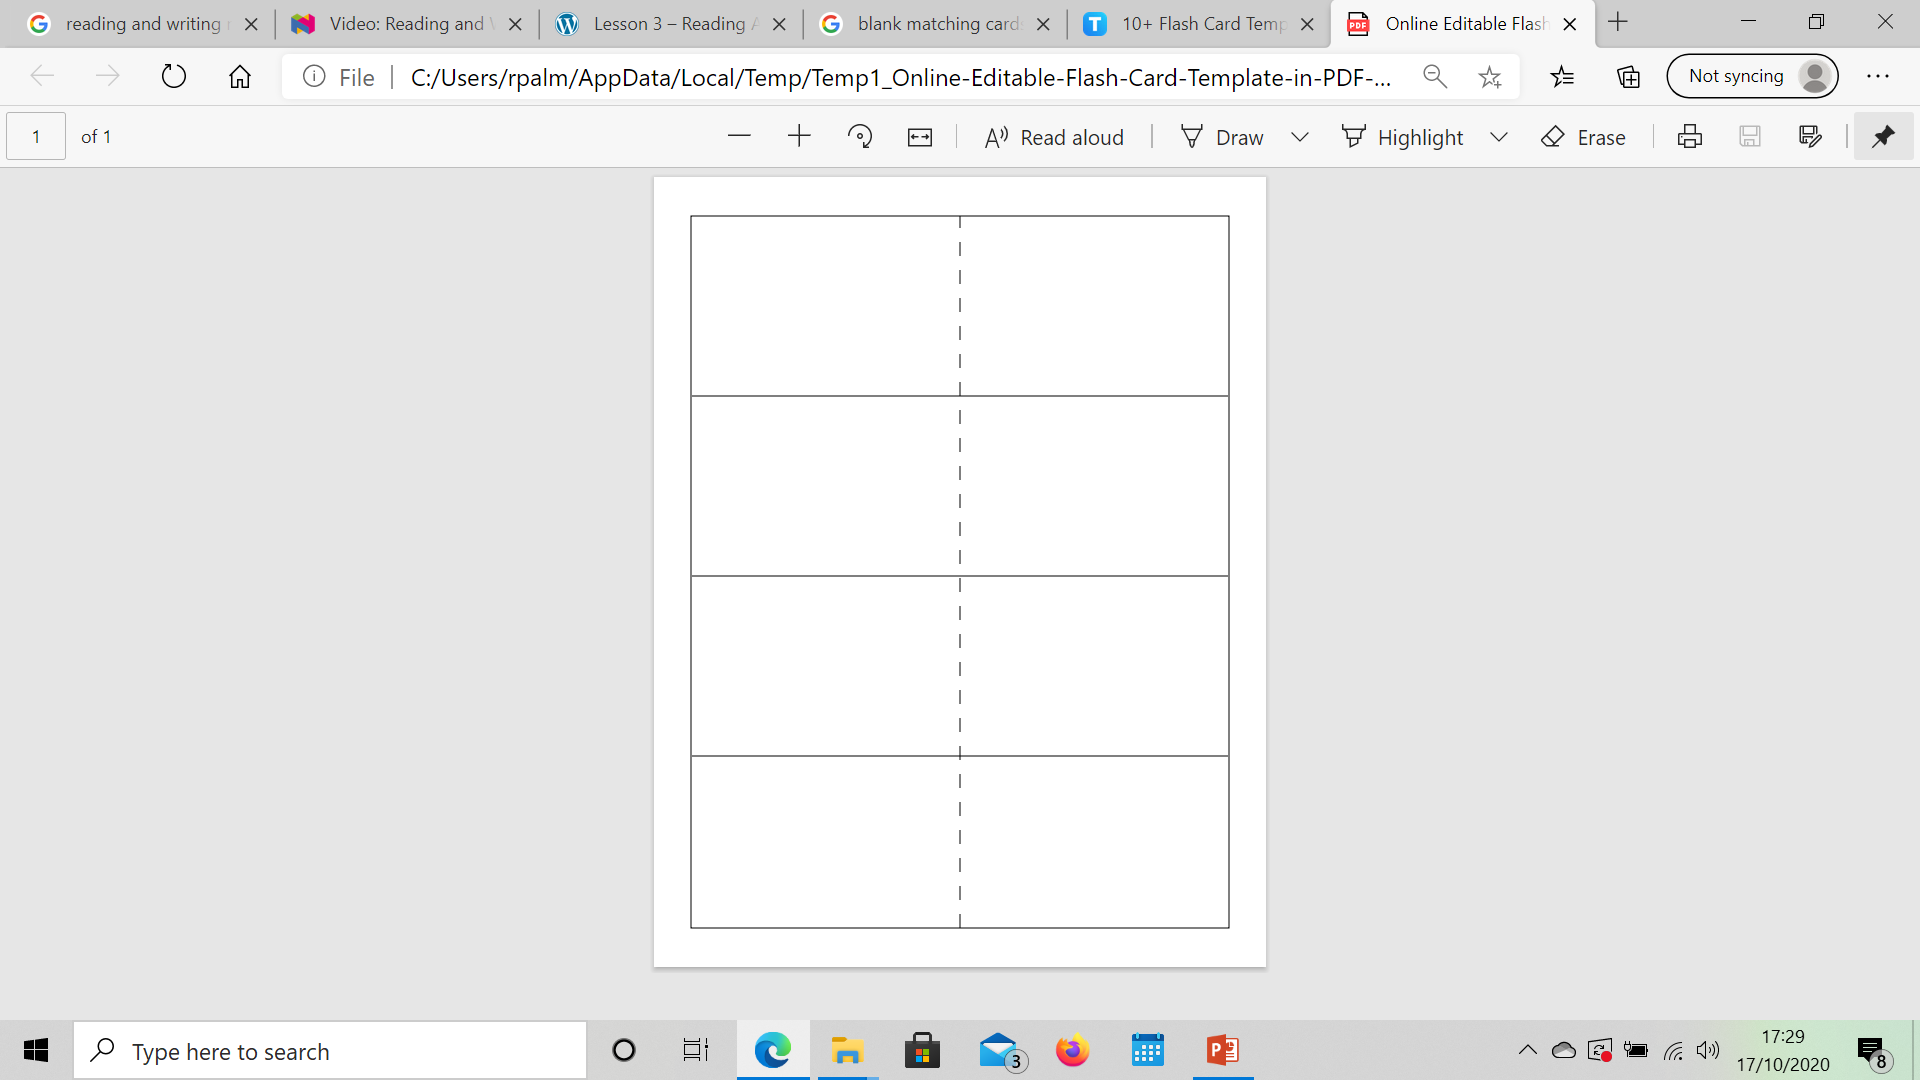 reading and writing
Video: Reading and
Lesson 3 – Reading
blank matching card
10+ Flash Card Temp
Online Editable Flash
File
C:/Users/rpalm/AppData/Local/Temp/Temp1_Online-Editable-Flash-Card-Template-in-PDF-...
Not syncing
1 of 1
Read aloud
Draw
Highlight
Erase
Type here to search
3
17:29
17/10/2020
8